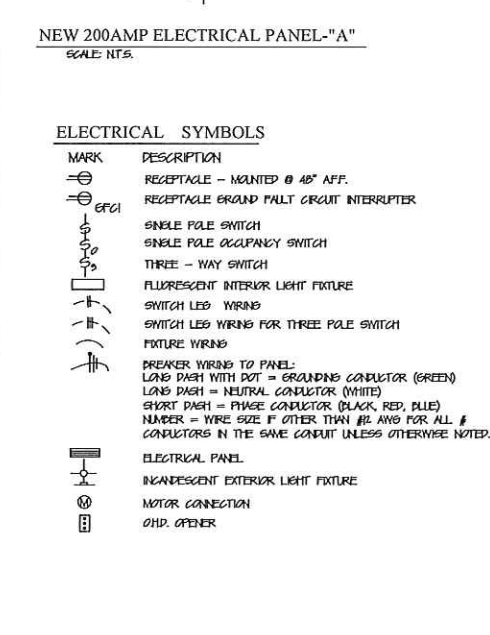 NEW 200AMP ELECTRICAL PANEL-"A"
SCALE: N.T.S.
ELECTRICAL SYMBOLS
MARK DESCRIPTION
RECEPTACLE – MOUNTED @ 48" AFF.
GFCI RECEPTACLE GROUND FAULT CIRCUIT INTERRUPTER
SINGLE POLE SWITCH
O SINGLE POLE OCCUPANCY SWITCH
3 THREE – WAY SWITCH
FLUORESCENT INTERIOR LIGHT FIXTURE
SWITCH LEG WIRING
SWITCH LEG WIRING FOR THREE POLE SWITCH
FIXTURE WIRING
BREAKER WIRING TO PANEL:
LONG DASH WITH DOT = GROUNDING CONDUCTOR (GREEN)
LONG DASH = NEUTRAL CONDUCTOR (WHITE)
SHORT DASH = PHASE CONDUCTOR (BLACK, RED, BLUE)
NUMBER = WIRE SIZE IF OTHER THAN #12 AWG FOR ALL #
CONDUCTORS IN THE SAME CONDUIT UNLESS OTHERWISE NOTED.
ELECTRICAL PANEL
INCANDESCENT EXTERIOR LIGHT FIXTURE
M MOTOR CONNECTION
O.H.D. OPENER